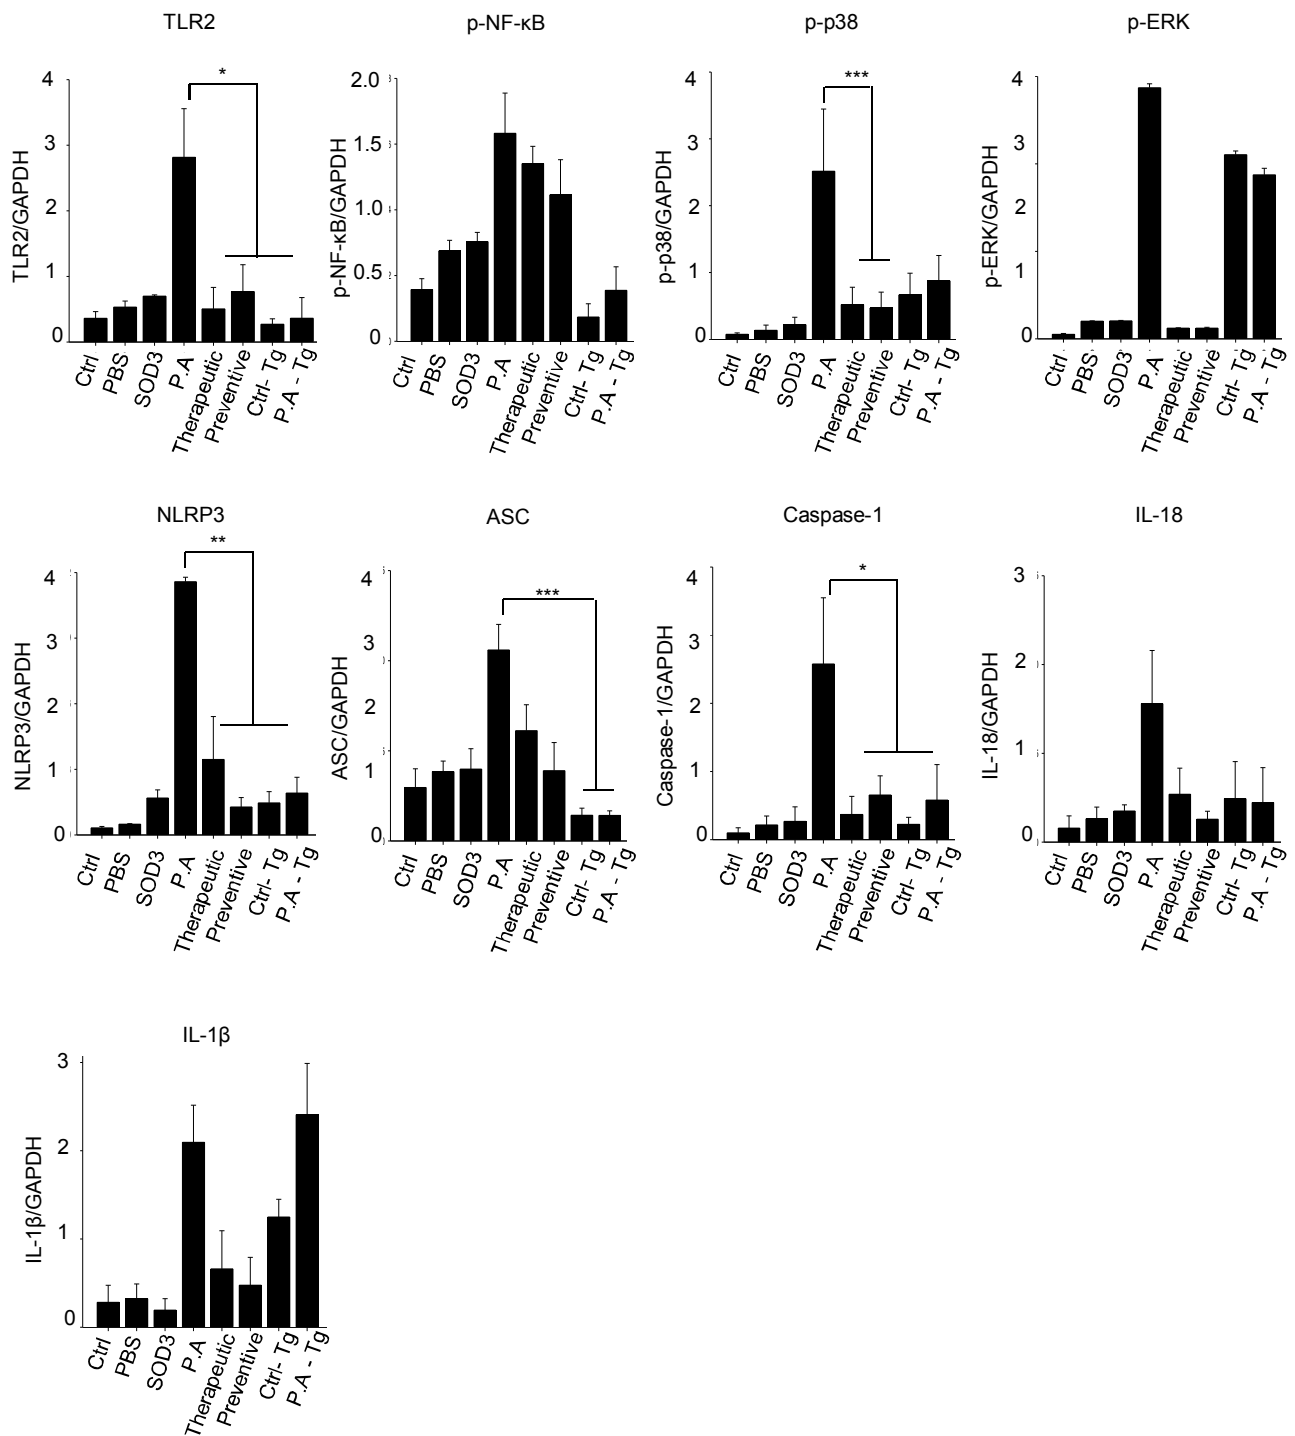 TLR2
p-NF-κB
p-p38
p-ERK
*
***
4
3
2
1
0
TLR2/GAPDH
Ctrl
PBS
SOD3
P.A
Therapeutic
Preventive
Ctrl- Tg
P.A - Tg
2.0
1.5
1.0
0.5
0
p-NF-κB/GAPDH
Ctrl
PBS
SOD3
P.A
Therapeutic
Preventive
Ctrl- Tg
P.A - Tg
4
3
2
1
0
p-p38/GAPDH
Ctrl
PBS
SOD3
P.A
Therapeutic
Preventive
Ctrl- Tg
P.A - Tg
4
3
2
1
0
p-ERK/GAPDH
Ctrl
PBS
SOD3
P.A
Therapeutic
Preventive
Ctrl- Tg
P.A - Tg
NLRP3
ASC
Caspase-1
IL-18
**
***
*
4
3
2
1
0
NLRP3/GAPDH
Ctrl
PBS
SOD3
P.A
Therapeutic
Preventive
Ctrl- Tg
P.A - Tg
4
3
2
1
0
ASC/GAPDH
Ctrl
PBS
SOD3
P.A
Therapeutic
Preventive
Ctrl- Tg
P.A - Tg
4
3
2
1
0
Caspase-1/GAPDH
Ctrl
PBS
SOD3
P.A
Therapeutic
Preventive
Ctrl- Tg
P.A - Tg
3
2
1
0
IL-18/GAPDH
Ctrl
PBS
SOD3
P.A
Therapeutic
Preventive
Ctrl- Tg
P.A - Tg
IL-1β
3
2
1
0
IL-1β/GAPDH
Ctrl
PBS
SOD3
P.A
Therapeutic
Preventive
Ctrl- Tg
P.A - Tg